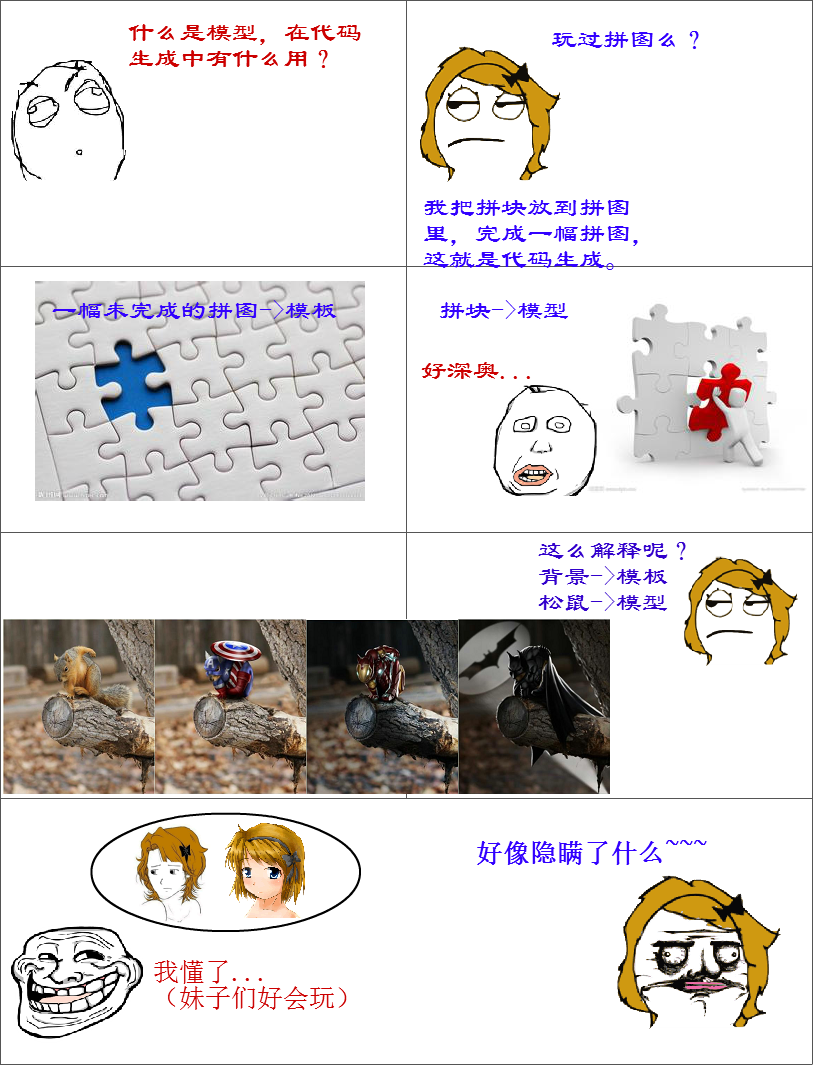 什么是模型，在代码
生成中有什么用？
玩过拼图么？
我把拼块放到拼图
里，完成一幅拼图，
这就是代码生成。
一幅未完成的拼图->模板
拼块->模型
好深奥...
这么解释呢？
背景->模板
松鼠->模型
我懂了...
（妹子们好会玩）
好像隐瞒了什么~~~